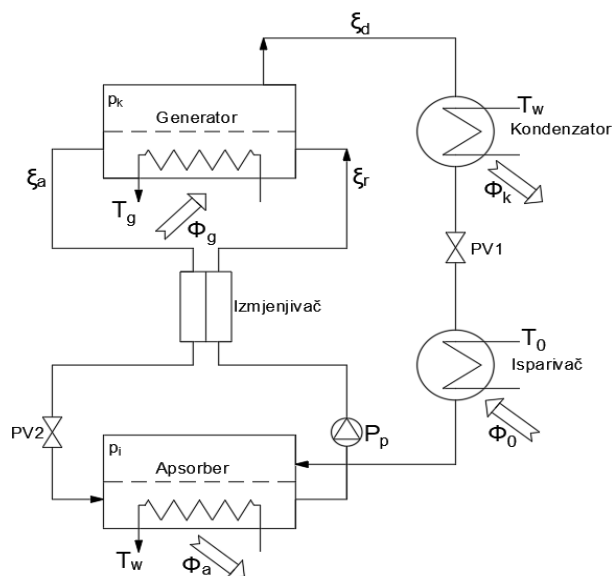 ξd
pk
Generator
Tw
Kondenzator
ξa
ξr
Tg
Φg
Φk
PV1
Izmjenjivač
T0
Isparivač
PV2
Pp
Φ0
pi
Apsorber
Tw
Φa